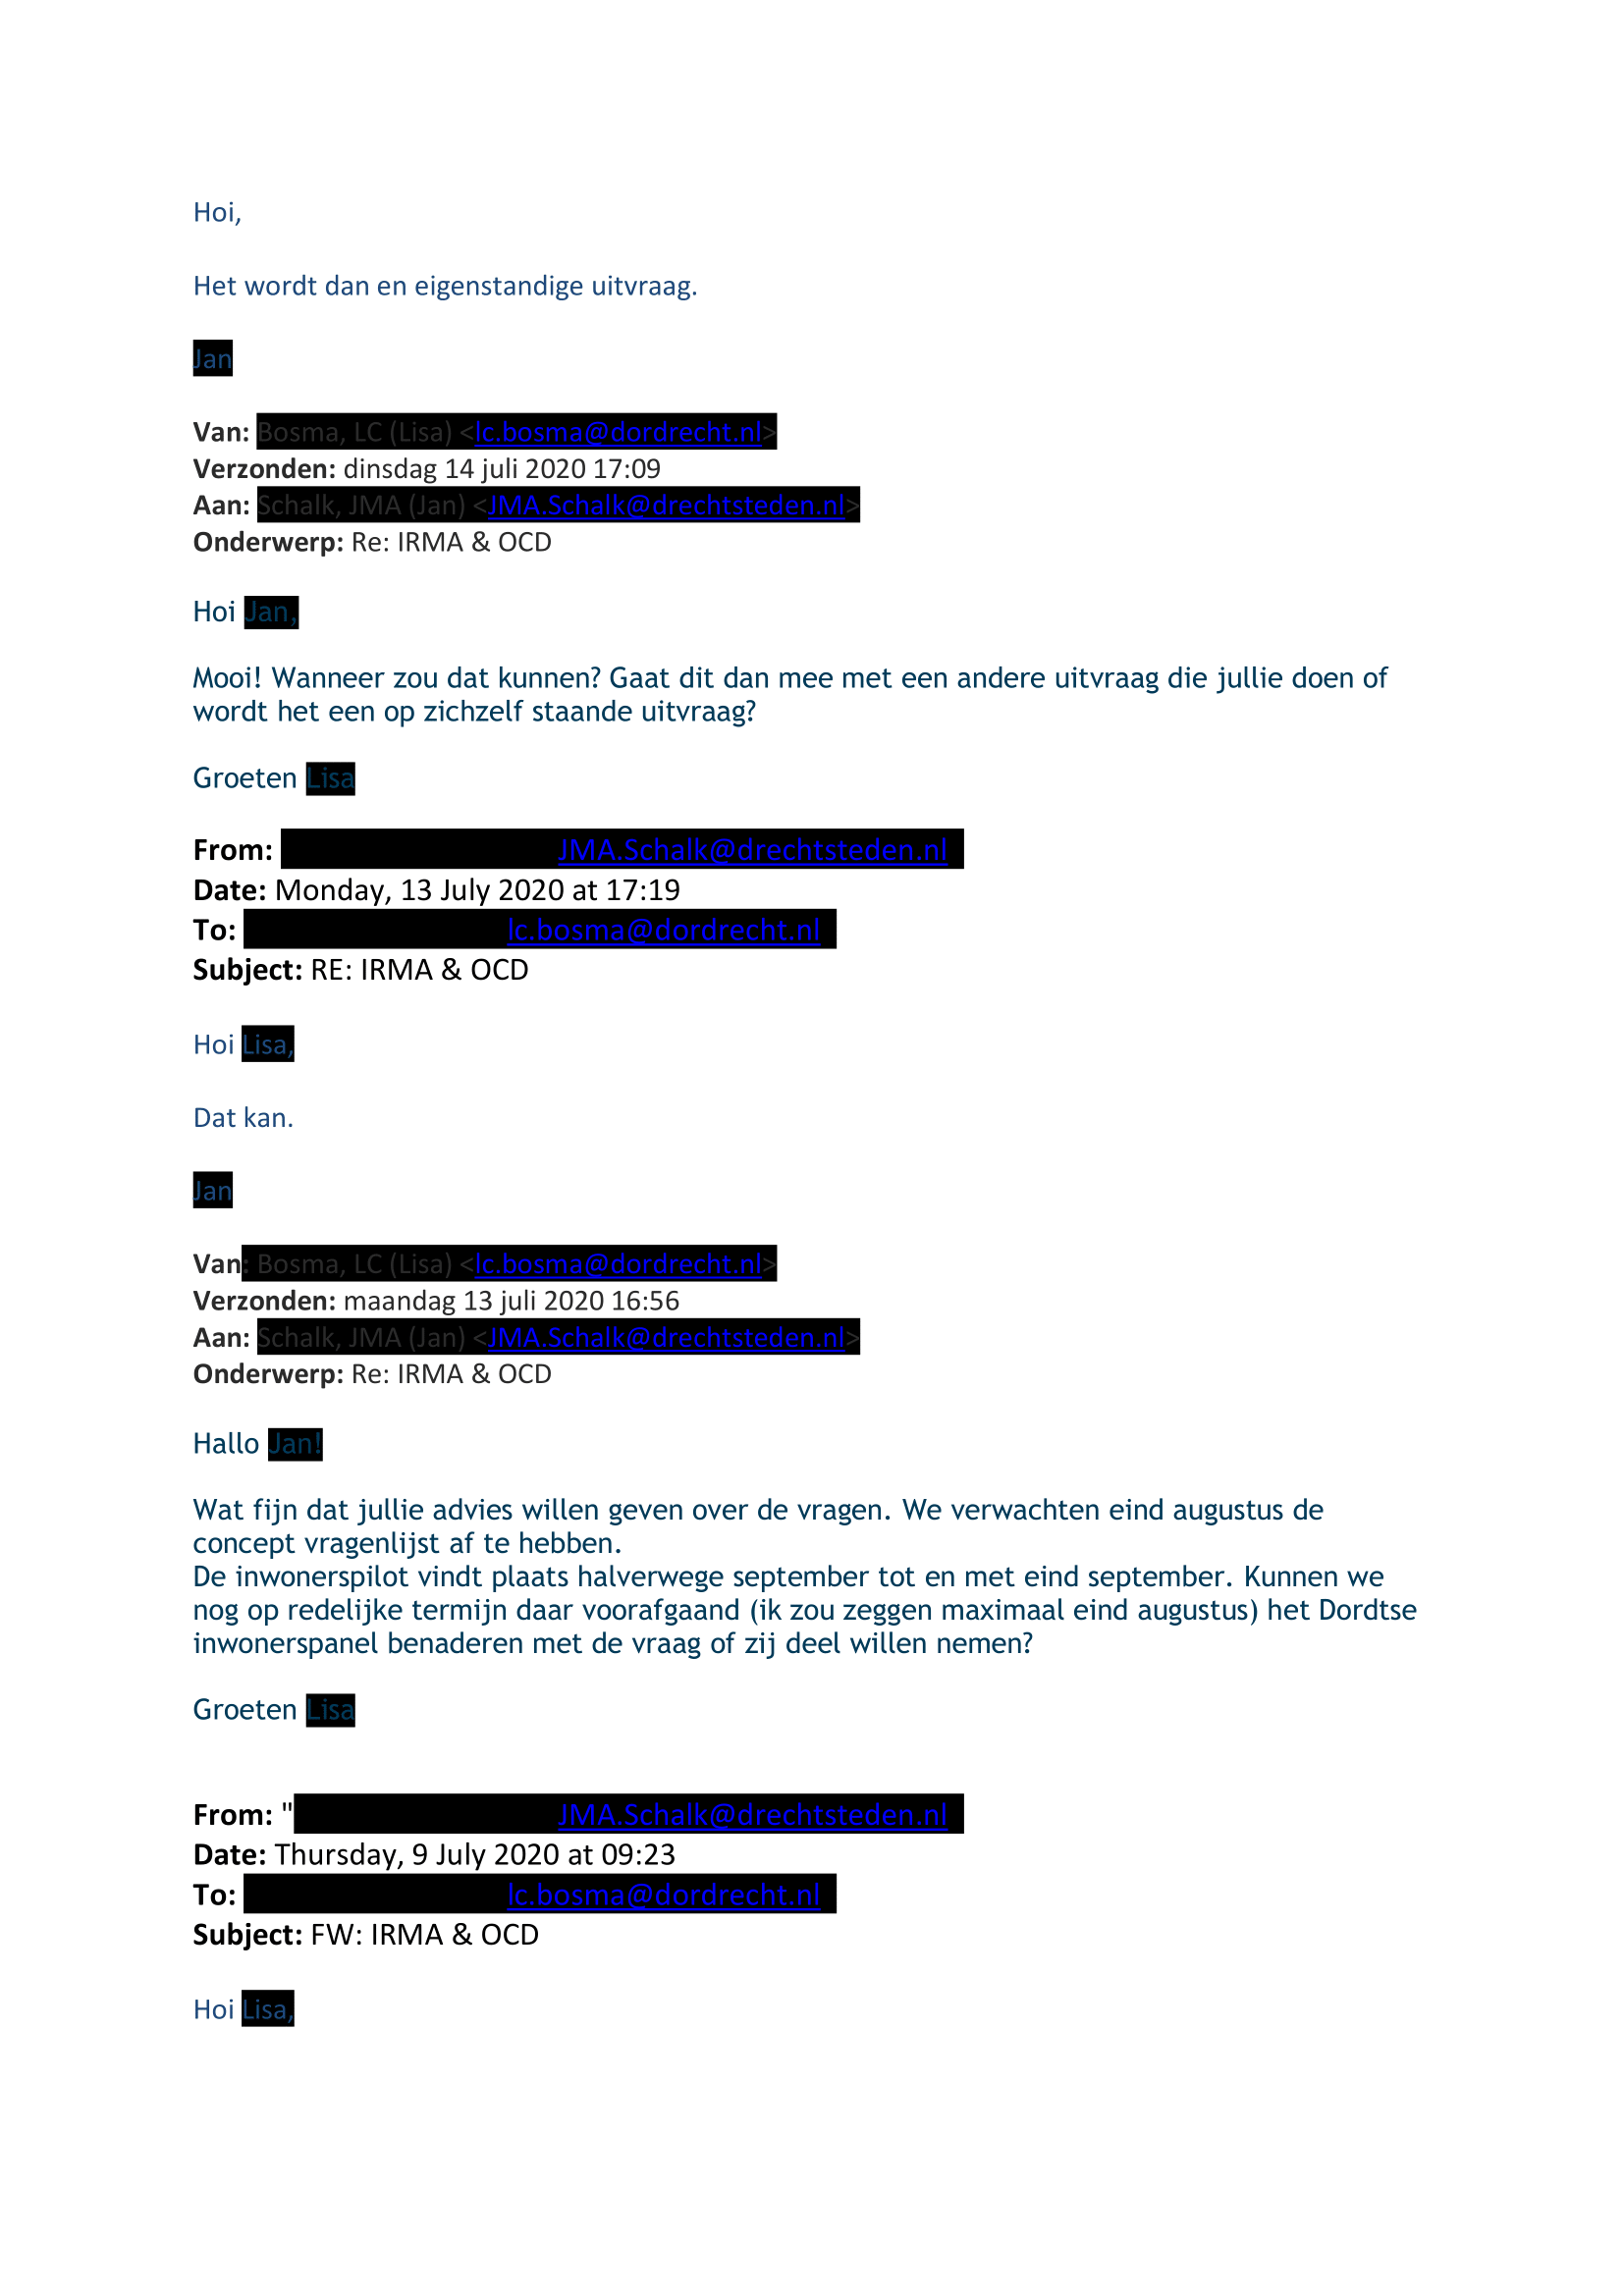 Hoi,
Het wordt dan en eigenstandige uitvraag.
Jan
Van: Bosma, LC (Lisa) <lc.bosma@dordrecht.nl>
Verzonden: dinsdag 14 juli 2020 17:09
Aan: Schalk, JMA (Jan) <JMA.Schalk@drechtsteden.nl>
Onderwerp: Re: IRMA & OCD
Hoi Jan,
Mooi! Wanneer zou dat kunnen? Gaat dit dan mee met een andere uitvraag die jullie doen of
wordt het een op zichzelf staande uitvraag?
Groeten Lisa
From: JMA.Schalk@drechtsteden.nl
Date: Monday, 13 July 2020 at 17:19
To: lc.bosma@dordrecht.nl
Subject: RE: IRMA & OCD
Hoi Lisa,
Dat kan.
Jan
Van: Bosma, LC (Lisa) <lc.bosma@dordrecht.nl>
Verzonden: maandag 13 juli 2020 16:56
Aan: Schalk, JMA (Jan) <JMA.Schalk@drechtsteden.nl>
Onderwerp: Re: IRMA & OCD
Hallo Jan!
Wat fijn dat jullie advies willen geven over de vragen. We verwachten eind augustus de
concept vragenlijst af te hebben.
De inwonerspilot vindt plaats halverwege september tot en met eind september. Kunnen we
nog op redelijke termijn daar voorafgaand (ik zou zeggen maximaal eind augustus) het Dordtse
inwonerspanel benaderen met de vraag of zij deel willen nemen?
Groeten Lisa
From: "JMA.Schalk@drechtsteden.nl
Date: Thursday, 9 July 2020 at 09:23
To: lc.bosma@dordrecht.nl
Subject: FW: IRMA & OCD
Hoi Lisa,